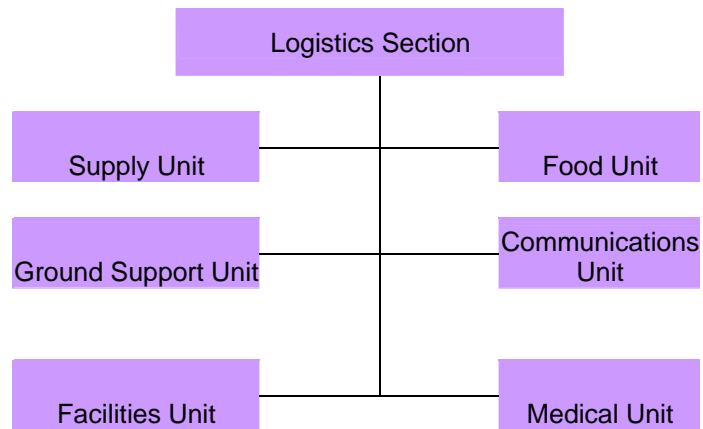 Logistics Section
Supply Unit
Food Unit
Ground Support Unit
Communications
Unit
Facilities Unit
Medical Unit